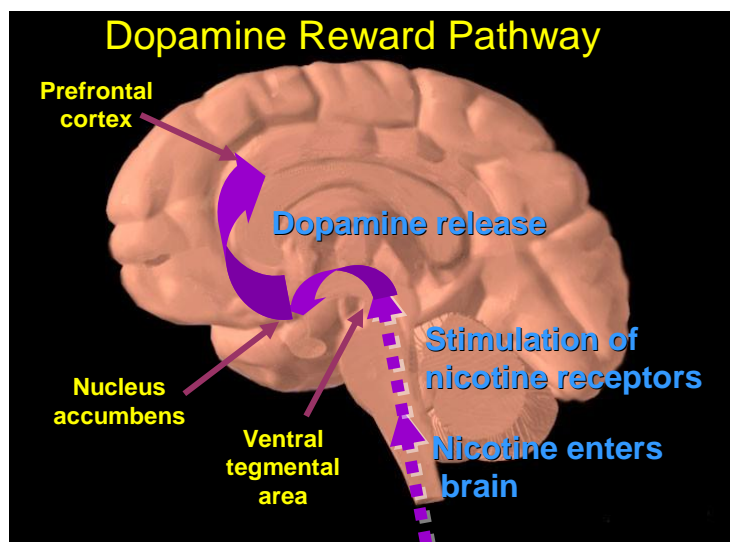 Dopamine Reward Pathway
Prefrontal
cortex
Dopamine release
Stimulation of
nicotine receptors
Nucleus
accumbens
Ventral
tegmental
area
Nicotine enters
brain